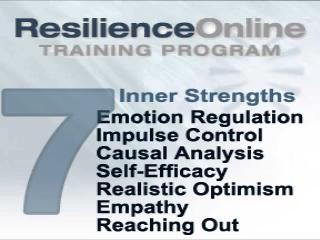 ResilienceOnline
TRAINING PROGRAM
7
Inner Strengths
Emotion Regulation
Impulse Control
Causal Analysis
Self-Efficacy
Realistic Optimism
Empathy
Reaching Out